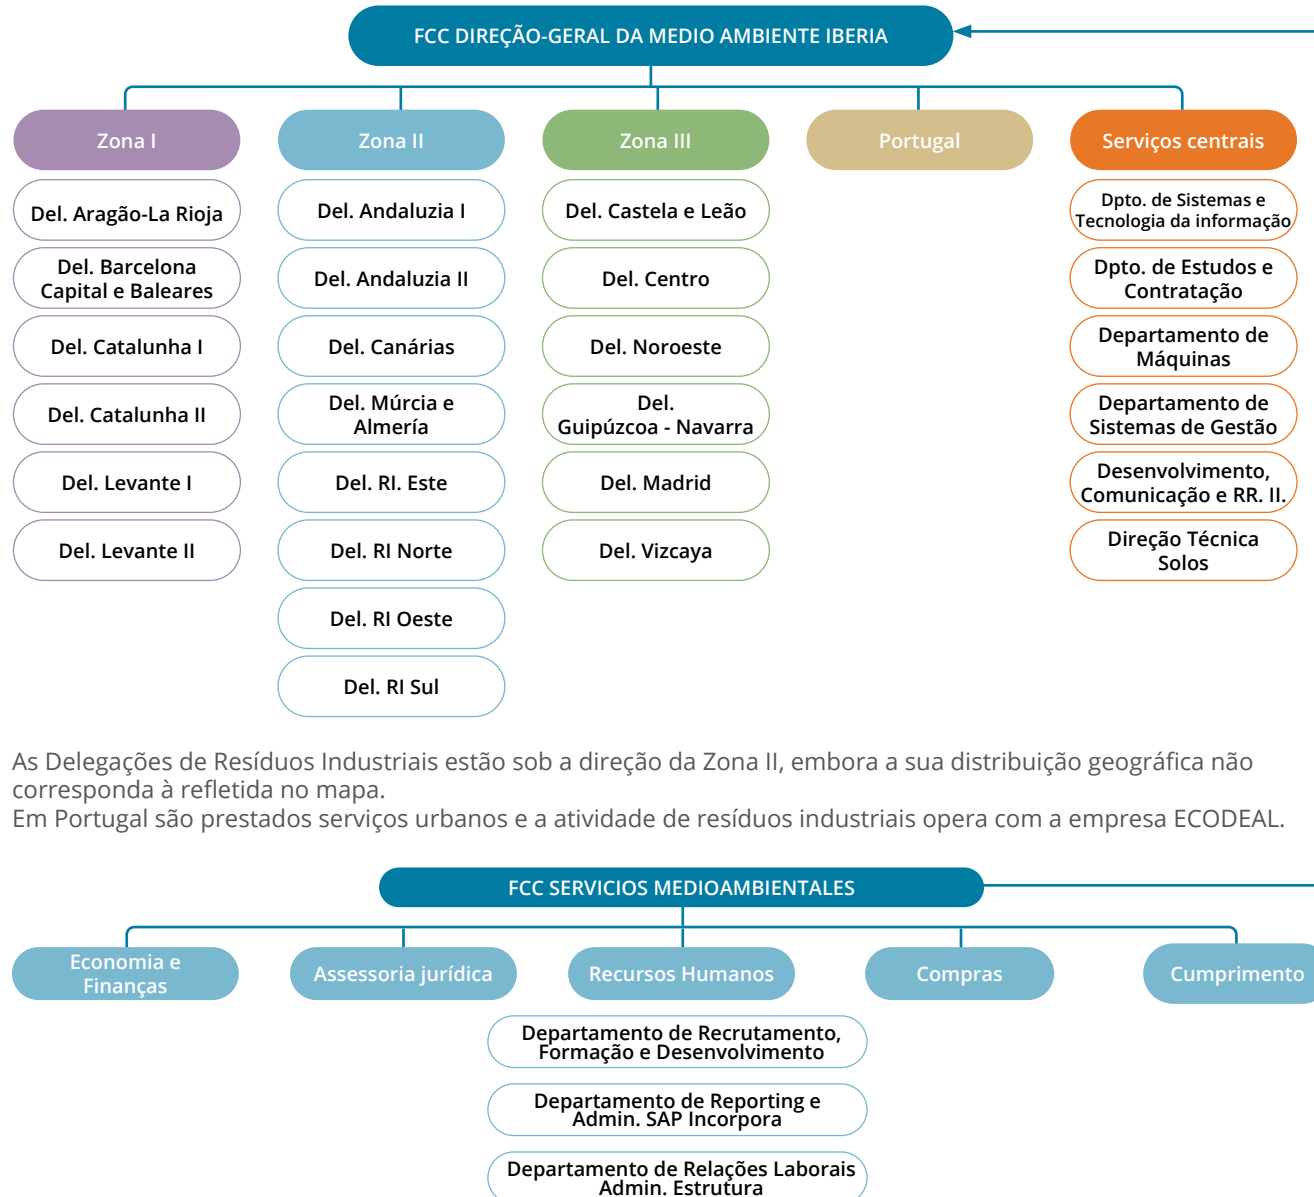 FCC DIREÇÃO-GERAL DA MEDIO AMBIENTE IBERIA
Zona I
Del. Aragão-La Rioja
Del. Barcelona
Capital e Baleares
Del. Catalunha I
Del. Catalunha II
Del. Levante I
Del. Levante II
Zona II
Del. Andaluzia I
Del. Andaluzia II
Del. Canárias
Del. Múrcia e
Almería
Del. RI. Este
Del. RI Norte
Del. RI Oeste
Del. RI Sul
Zona III
Del. Castela e Leão
Del. Centro
Del. Noroeste
Del.
Guipúzcoa - Navarra
Del. Madrid
Del. Vizcaya
Portugal
Serviços centrais
Dpto. de Sistemas e
Tecnologia da informação
Dpto. de Estudos e
Contratação
Departamento de
Máquinas
Departamento de
Sistemas de Gestão
Desenvolvimento,
Comunicação e RR. II.
Direção Técnica
Solos
As Delegações de Resíduos Industriais estão sob a direção da Zona II, embora a sua distribuição geográfica não
corresponda à refletida no mapa.
Em Portugal são prestados serviços urbanos e a atividade de resíduos industriais opera com a empresa ECODEAL.
FCC SERVICIOS MEDIOAMBIENTALES
Economia e
Finanças
Assessoria jurídica
Recursos Humanos
Departamento de Recrutamento,
Formação e Desenvolvimento
Departamento de Reporting e
Admin. SAP Incorpora
Departamento de Relações Laborais
Admin. Estrutura
Compras
Cumprimento